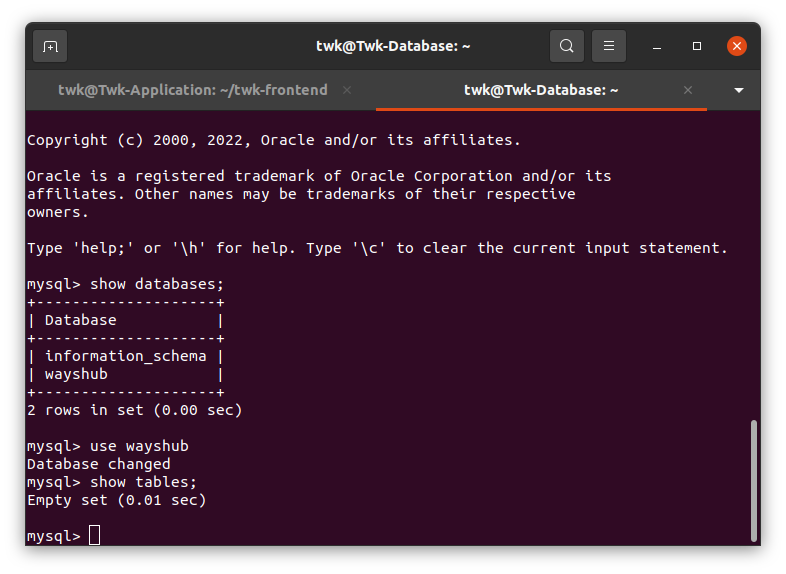 twk@Twk-Database: ~
twk@Twk-Application: ~/twk-frontend
twk@Twk-Database: ~
Copyright (c) 2000, 2022, Oracle and/or its affiliates.
Oracle is a registered trademark of Oracle Corporation and/or its
affiliates. Other names may be trademarks of their respective
owners.
Type 'help;' or '\h' for help. Type '\c' to clear the current input statement.
mysql> show databases;
+--------------------+
| Database           |
+--------------------+
| information_schema |
| wayshub            |
+--------------------+
2 rows in set (0.00 sec)
mysql> use wayshub
Database changed
mysql> show tables;
Empty set (0.01 sec)
mysql>